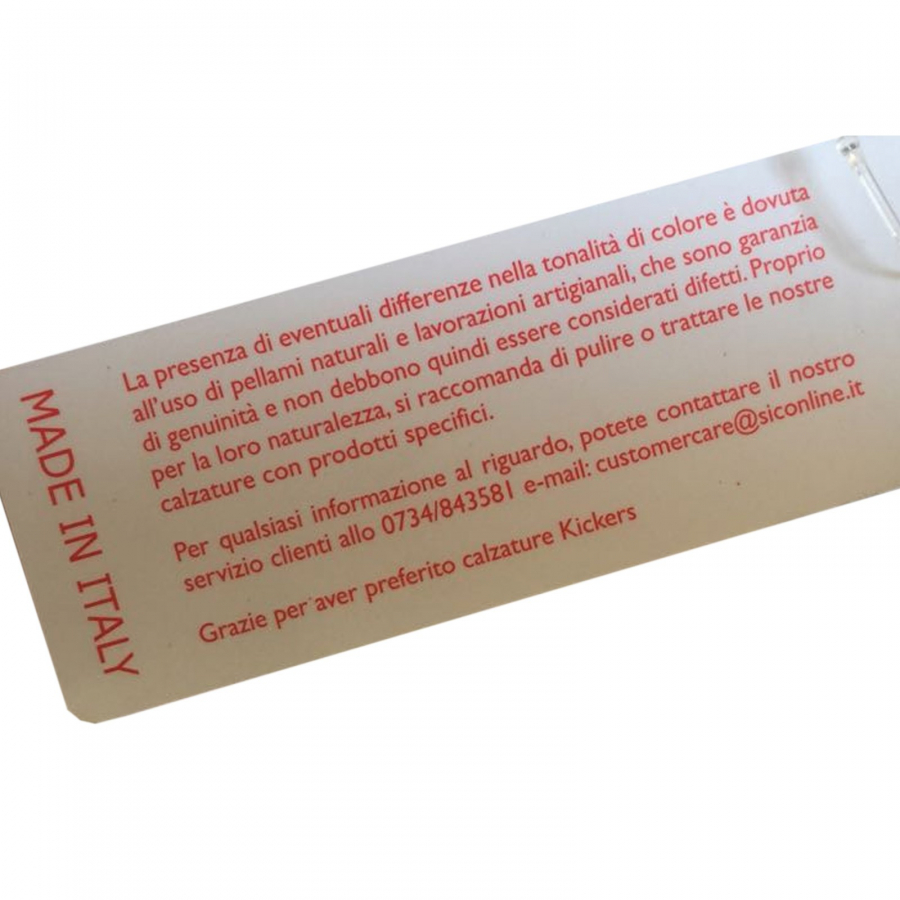 La presenza di eventuali differenze nella tonalità di colore è dovuta
all'uso di pellami naturali e lavorazioni artigianali, che sono garanzia
di genuinità e non debbono quindi essere considerati difetti. Proprio
per la loro naturalezza, si raccomanda di pulire o trattare le nostre
calzature con prodotti specifici.
Per qualsiasi informazione al riguardo, potete contattare il nostro
servizio clienti allo 0734/843581 e-mail: customercare@siconline.it
Grazie per aver preferito calzature Kickers
MADE IN ITALY